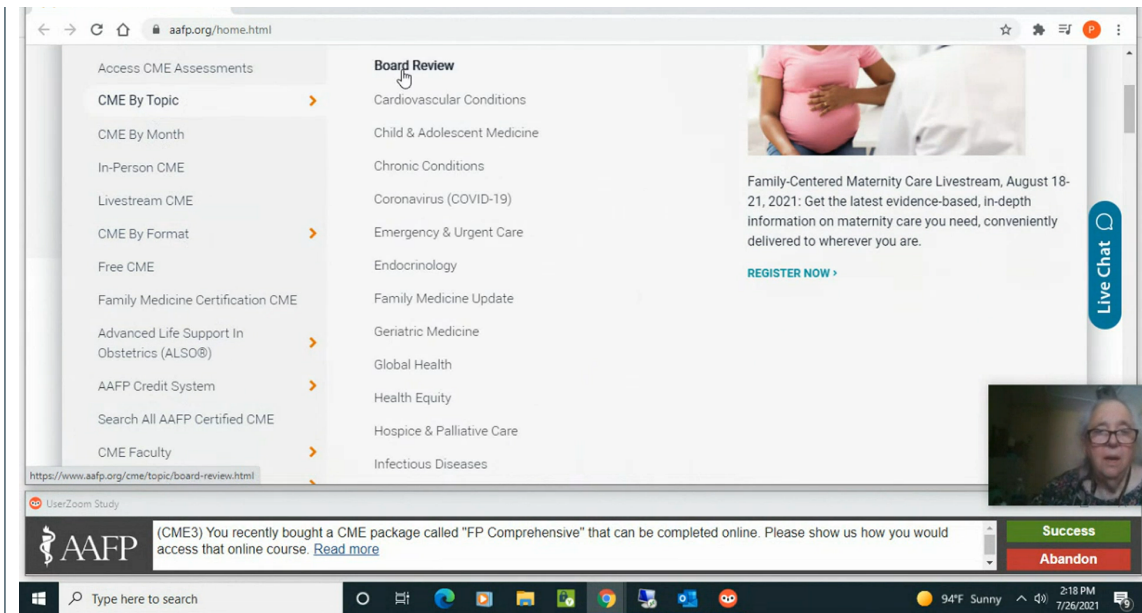 aafp.org/home.html
P
Access CME Assessments
CME By Topic
CME By Month
In-Person CME
Livestream CME
CME By Format
Free CME
Family Medicine Certification CME
Advanced Life Support In
Obstetrics (ALSO®)
AAFP Credit System
Search All AAFP Certified CME
CME Faculty
Board Review
Cardiovascular Conditions
Child & Adolescent Medicine
Chronic Conditions
Coronavirus (COVID-19)
Emergency & Urgent Care
Endocrinology
Family Medicine Update
Geriatric Medicine
Global Health
Health Equity
Hospice & Palliative Care
Infectious Diseases
Family-Centered Maternity Care Livestream, August 18-
21, 2021: Get the latest evidence-based, in-depth
information on maternity care you need, conveniently
delivered to wherever you are.
REGISTER NOW ›
Live Chat
https://www.aafp.org/cme/topic/board-review.html
UserZoom Study
AAFP
(CME3) You recently bought a CME package called "FP Comprehensive" that can be completed online. Please show us how you would
access that online course. Read more
Success
Abandon
Type here to search
94°F Sunny
2:18 PM
7/26/2021